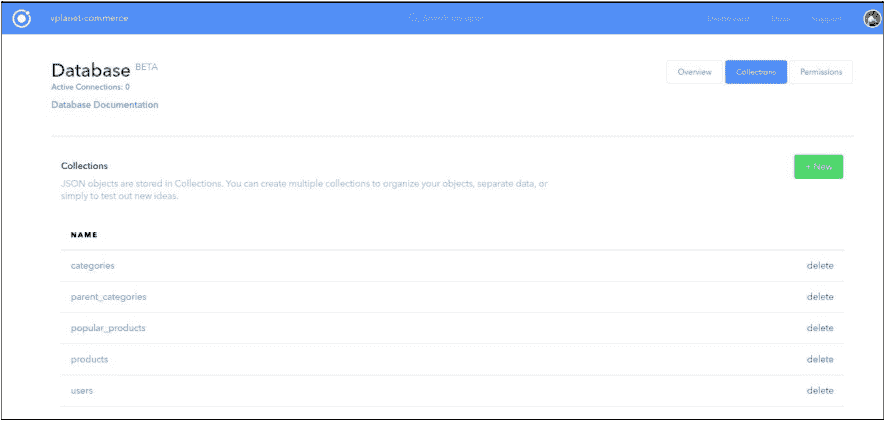 vplanet-commerce
Dashboard Docs Support
Database BETA
Active Connections: 0
Database Documentation
Overview Collections Permissions
Collections
+ New
JSON objects are stored in Collections. You can create multiple collections to organize your objects, separate data, or
simply to test out new ideas.
NAME
categories delete
parent_categories delete
popular_products delete
products delete
users delete